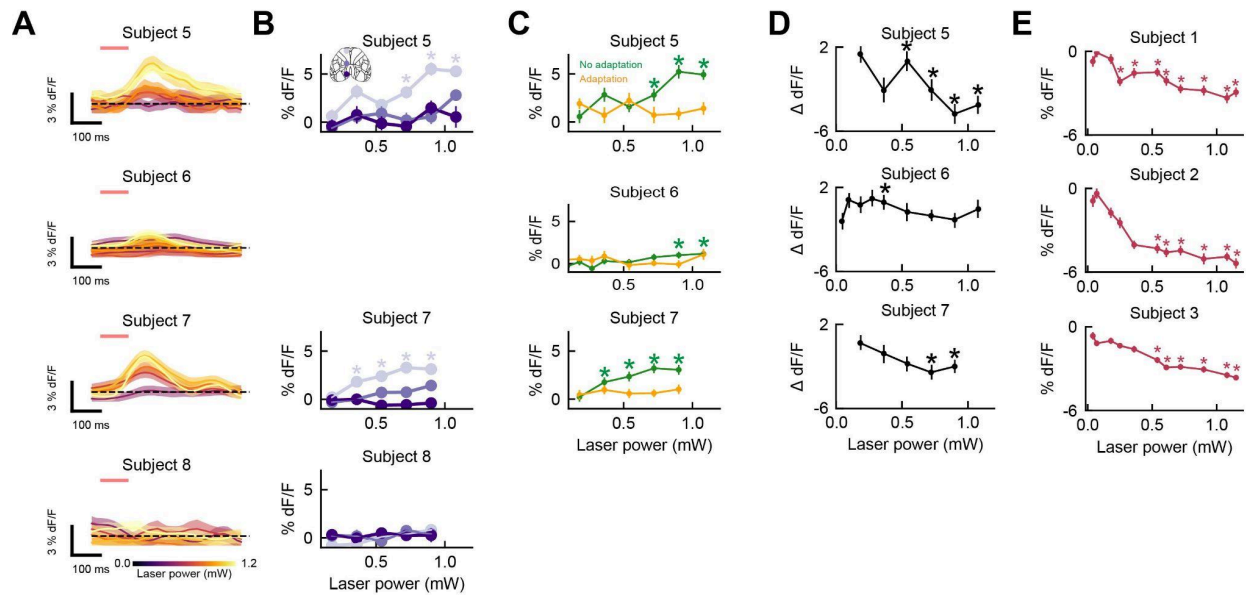 A
Subject 5
3 % dF/F
100 ms
Subject 6
3 % dF/F
100 ms
Subject 7
3 % dF/F
100 ms
Subject 8
3 % dF/F
100 ms
0.0
1.2
Laser power (mW)
B
Subject 5
% dF/F
5
0
0.5
1.0
*
*
*
Subject 7
% dF/F
5
0
0.5
1.0
*
*
*
*
Subject 8
% dF/F
5
0
0.5
1.0
Laser power (mW)
C
Subject 5
No adaptation
Adaptation
% dF/F
5
0
0.5
1.0
*
*
*
Subject 6
% dF/F
5
0
0.5
1.0
*
*
Subject 7
% dF/F
5
0
0.5
1.0
*
*
*
*
Laser power (mW)
D
Subject 5
Δ dF/F
2
-6
0.0
0.5
1.0
*
*
*
*
Subject 6
Δ dF/F
2
-6
0.0
0.5
1.0
*
Subject 7
Δ dF/F
2
-6
0.0
0.5
1.0
*
*
Laser power (mW)
E
Subject 1
% dF/F
0
-6
0.0
0.5
1.0
*
*
*
*
*
*
*
*
Subject 2
% dF/F
0
-6
0.0
0.5
1.0
*
*
*
*
*
*
Subject 3
% dF/F
0
-6
0.0
0.5
1.0
*
*
*
*
*
*
Laser power (mW)